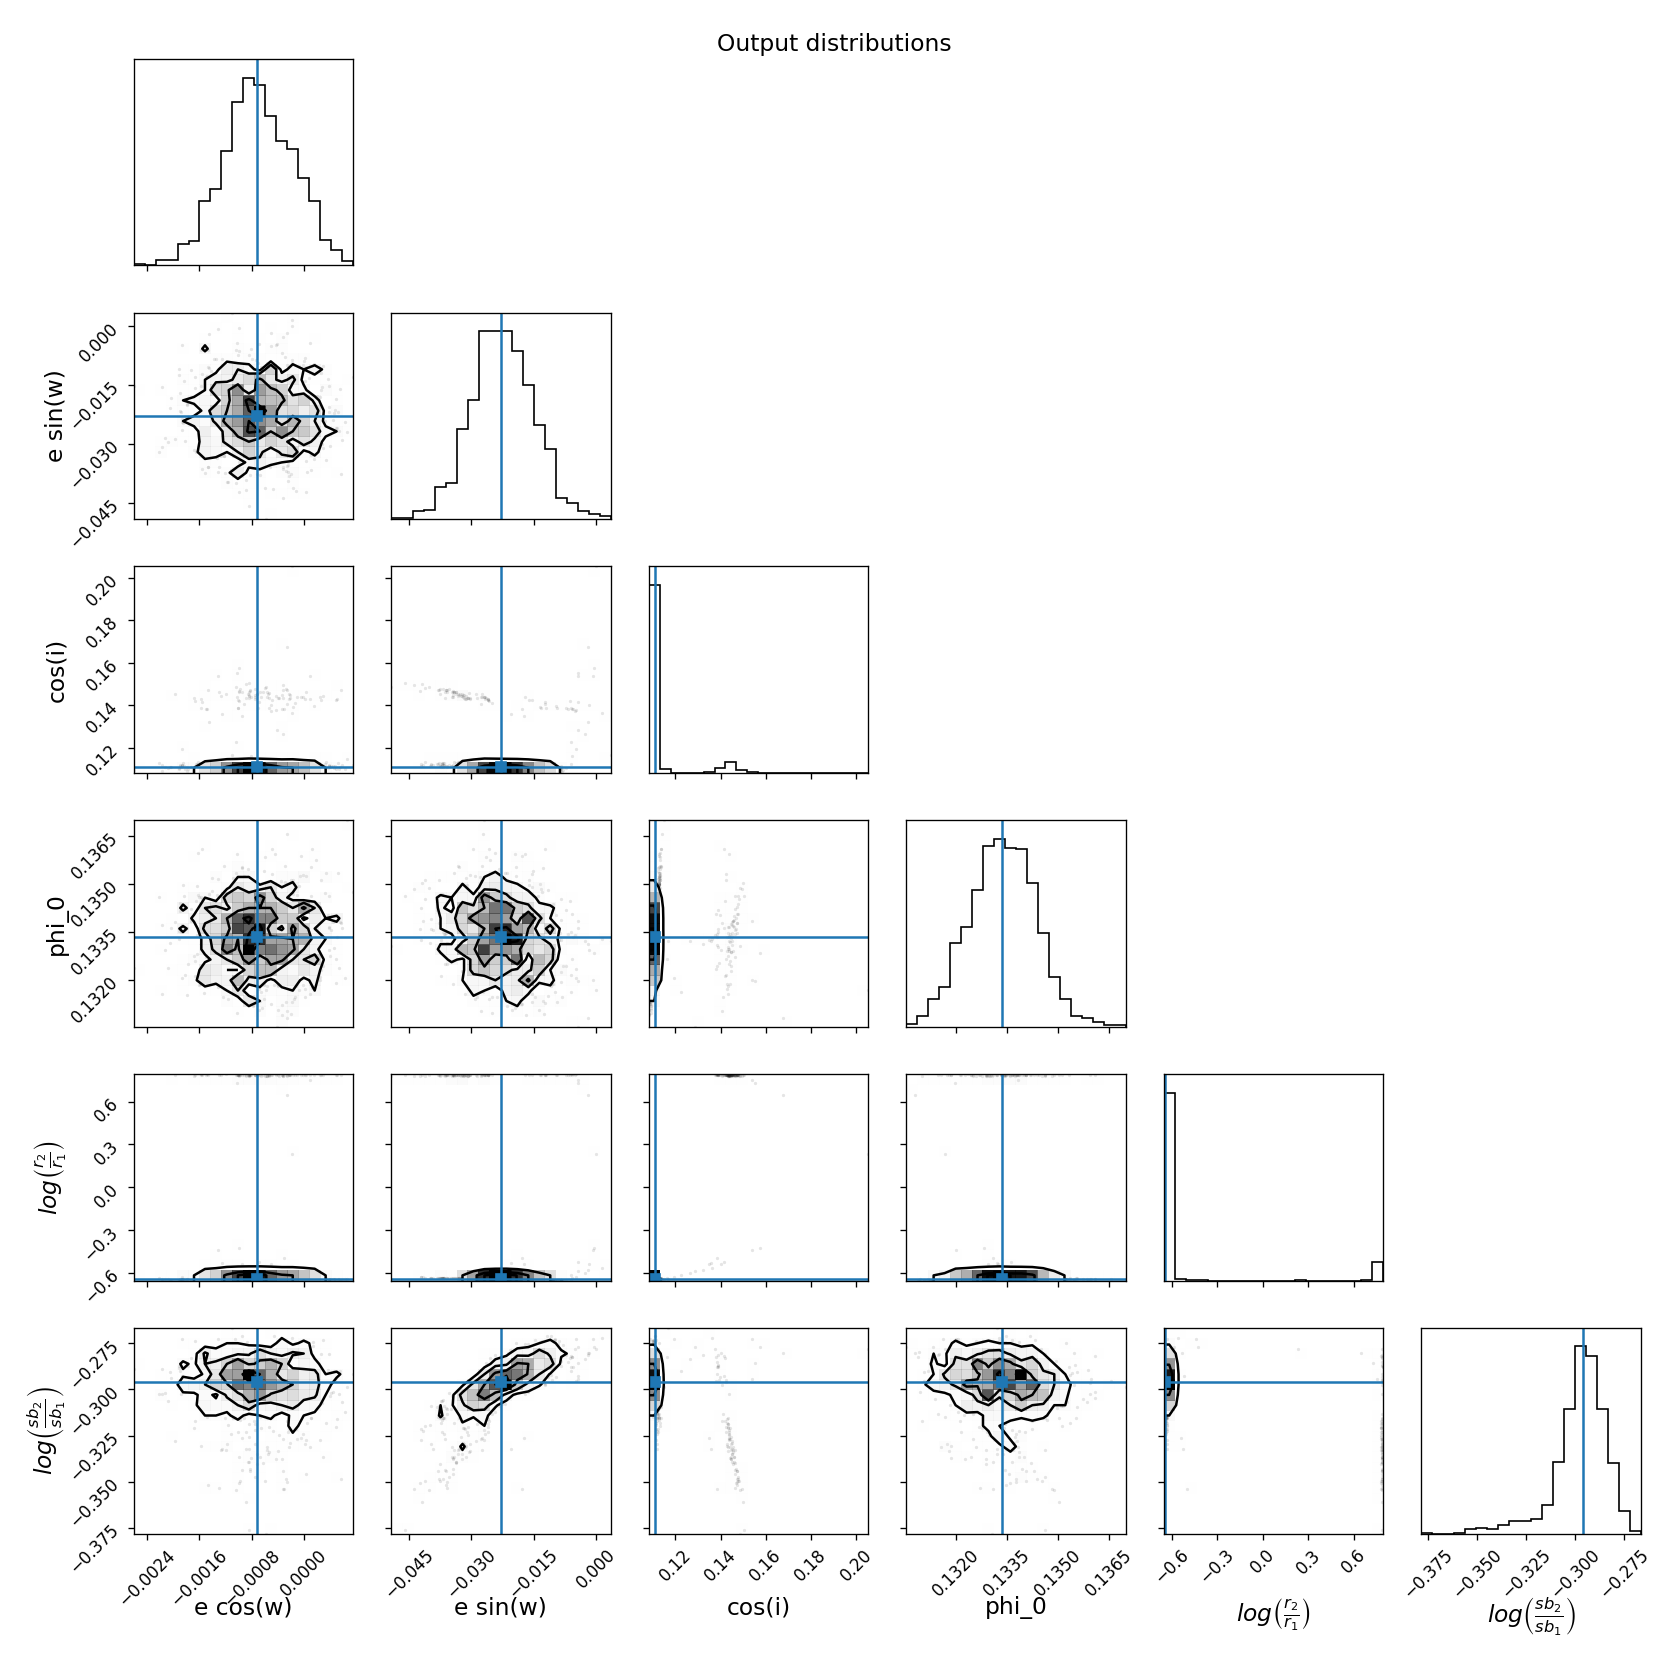 Output distributions
0.000
−0.015
−0.030
−0.045
e sin(w)
0.20
0.18
0.16
0.14
0.12
cos(i)
0.1365
0.1350
0.1335
0.1320
phi_0
0.6
0.3
0.0
−0.3
−0.6
log(r₂/r₁)
−0.275
−0.300
−0.325
−0.350
−0.375
log(sb₂/sb₁)
−0.0024 −0.0016 −0.0008 0.0000
e cos(w)
−0.045 −0.030 −0.015 0.000
e sin(w)
0.12 0.14 0.16 0.18 0.20
cos(i)
0.1320 0.1335 0.1350 0.1365
phi_0
−0.6 −0.3 0.0 0.3 0.6
log(r₂/r₁)
−0.375 −0.350 −0.325 −0.300 −0.275
log(sb₂/sb₁)